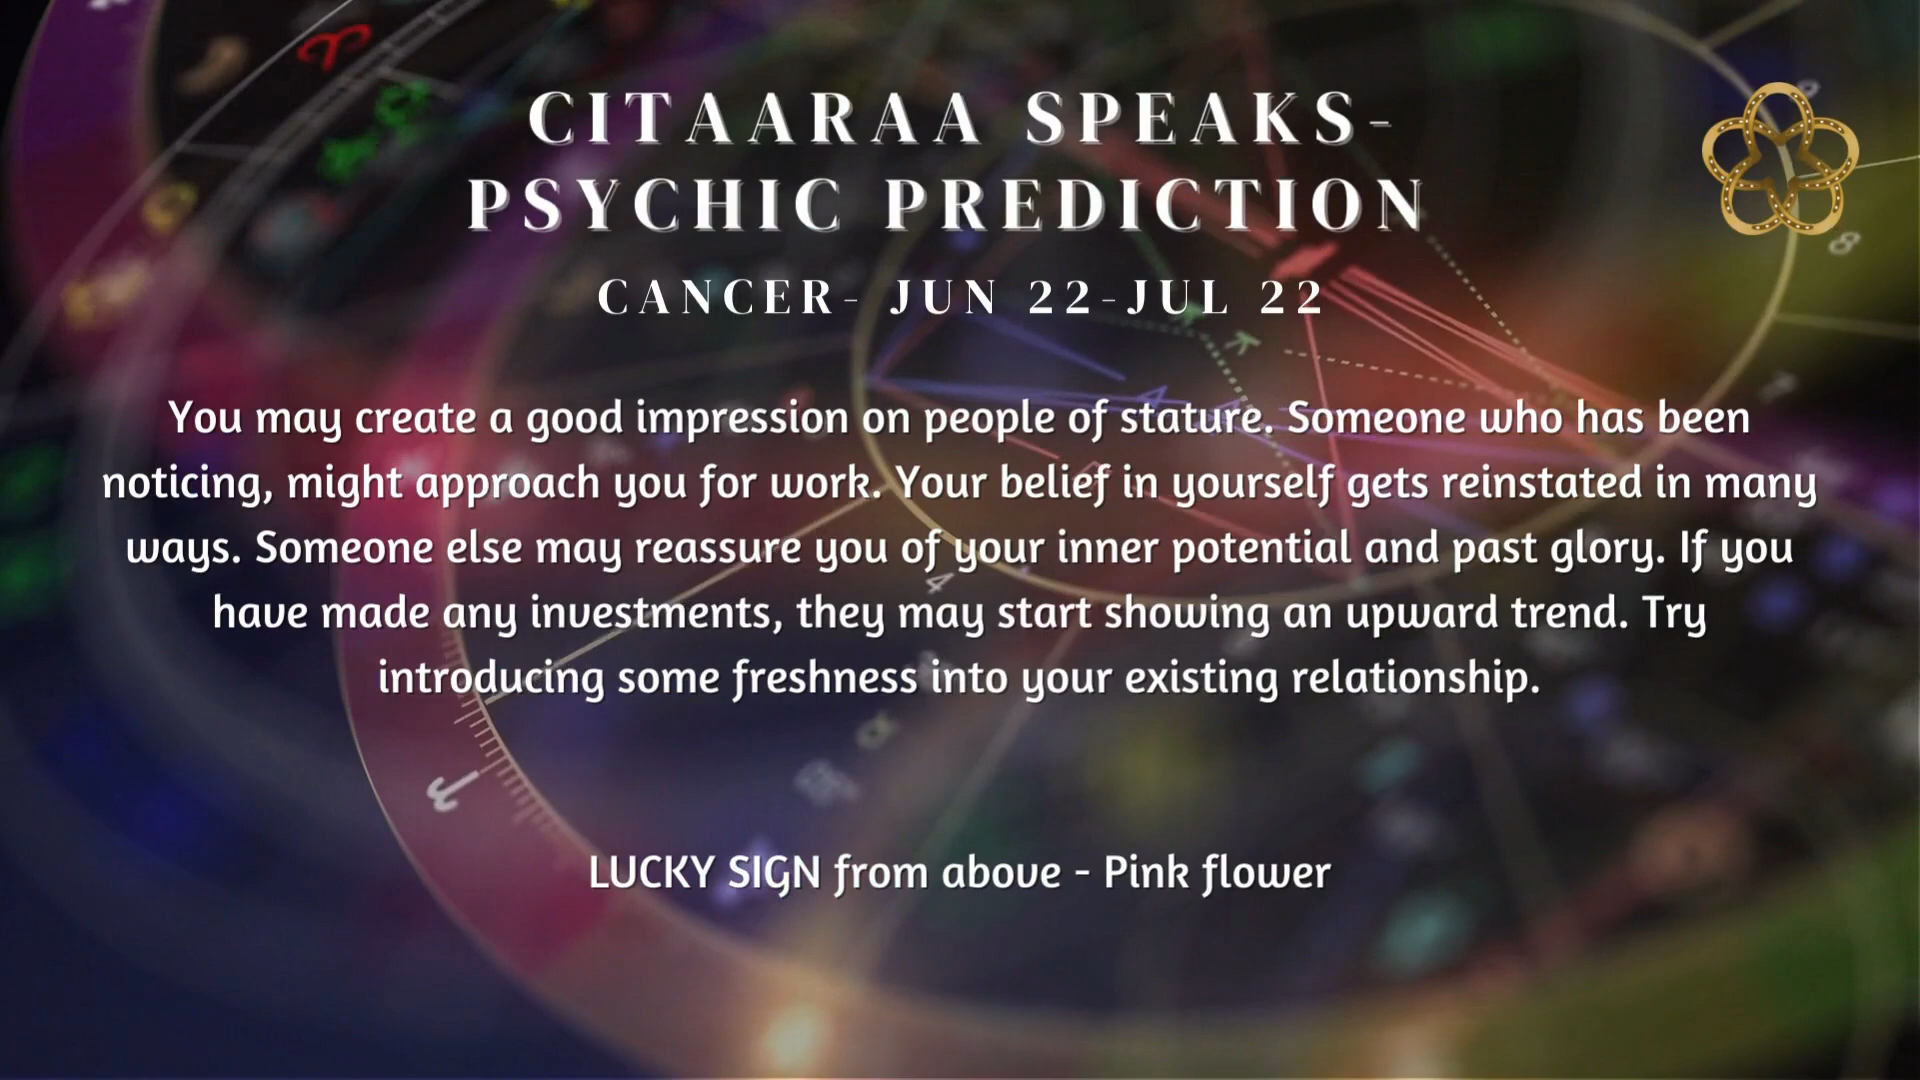 CITAARAA SPEAKS-
PSYCHIC PREDICTION
CANCER- JUN 22-JUL 22
You may create a good impression on people of stature. Someone who has been
noticing, might approach you for work. Your belief in yourself gets reinstated in many
ways. Someone else may reassure you of your inner potential and past glory. If you
have made any investments, they may start showing an upward trend. Try
introducing some freshness into your existing relationship.
LUCKY SIGN from above - Pink flower